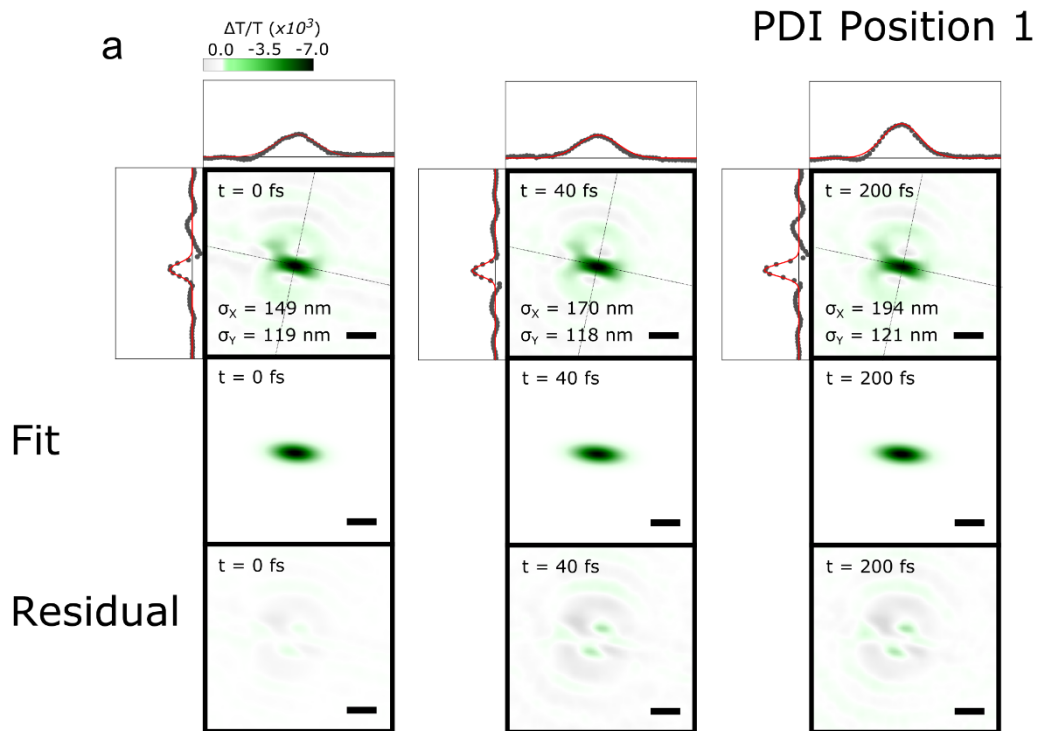 PDI Position 1
a
ΔT/T (x10³)
0.0 -3.5 -7.0
t = 0 fs
σX = 149 nm
σY = 119 nm
t = 40 fs
σX = 170 nm
σY = 118 nm
t = 200 fs
σX = 194 nm
σY = 121 nm
Fit
t = 0 fs
t = 40 fs
t = 200 fs
Residual
t = 0 fs
t = 40 fs
t = 200 fs